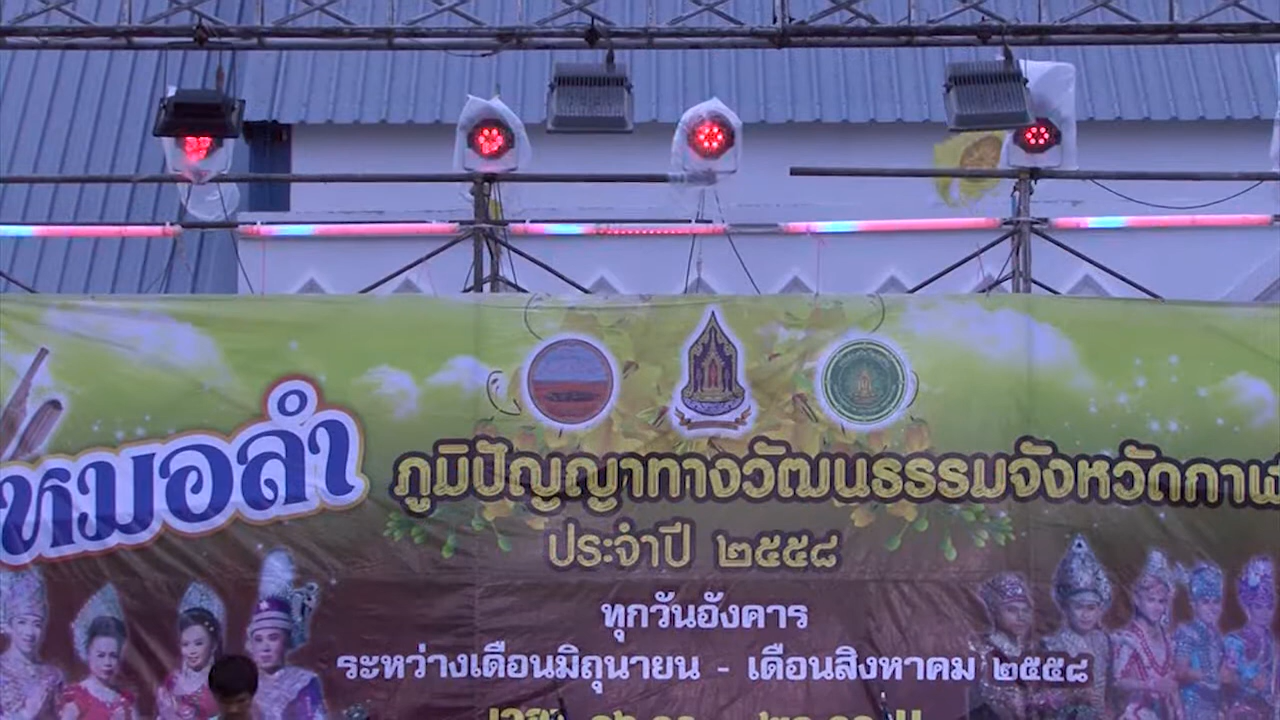 หมอลำ
ภูมิปัญญาทางวัฒนธรรมจังหวัดกาฬ
ประจำปี ๒๕๕๘
ทุกวันอังคาร
ระหว่างเดือนมิถุนายน - เดือนสิงหาคม ๒๕๕๘